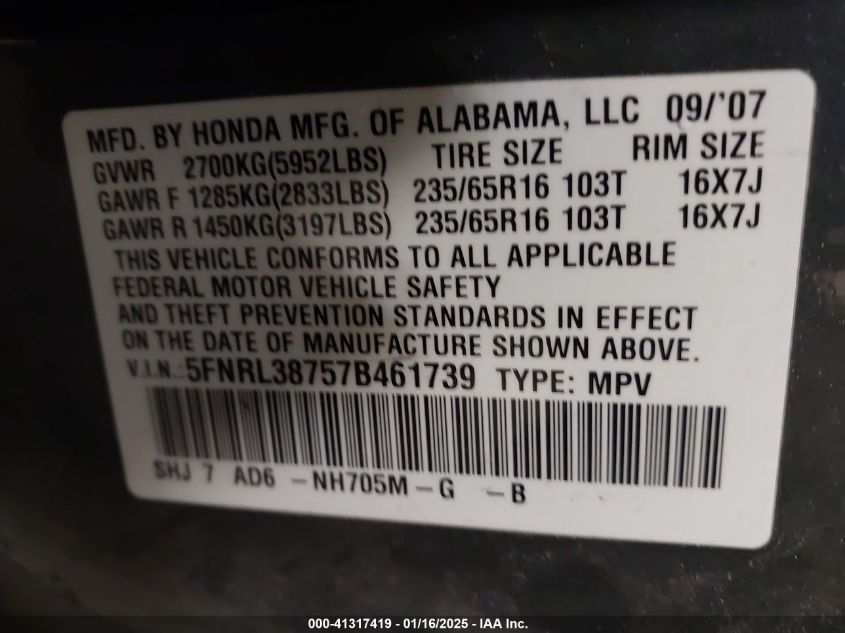 MFD. BY HONDA MFG. OF ALABAMA, LLC 09/'07
GVWR 2700KG(5952LBS) TIRE SIZE RIM SIZE
GAWR F 1285KG(2833LBS) 235/65R16 103T 16X7J
GAWR R 1450KG(3197LBS) 235/65R16 103T 16X7J
THIS VEHICLE CONFORMS TO ALL APPLICABLE
FEDERAL MOTOR VEHICLE SAFETY
AND THEFT PREVENTION STANDARDS IN EFFECT
ON THE DATE OF MANUFACTURE SHOWN ABOVE.
V.I.N.:5FNRL38757B461739 TYPE: MPV
SHJ 7 AD6 -NH705M-G -B
000-41317419 - 01/16/2025 - IAA Inc.